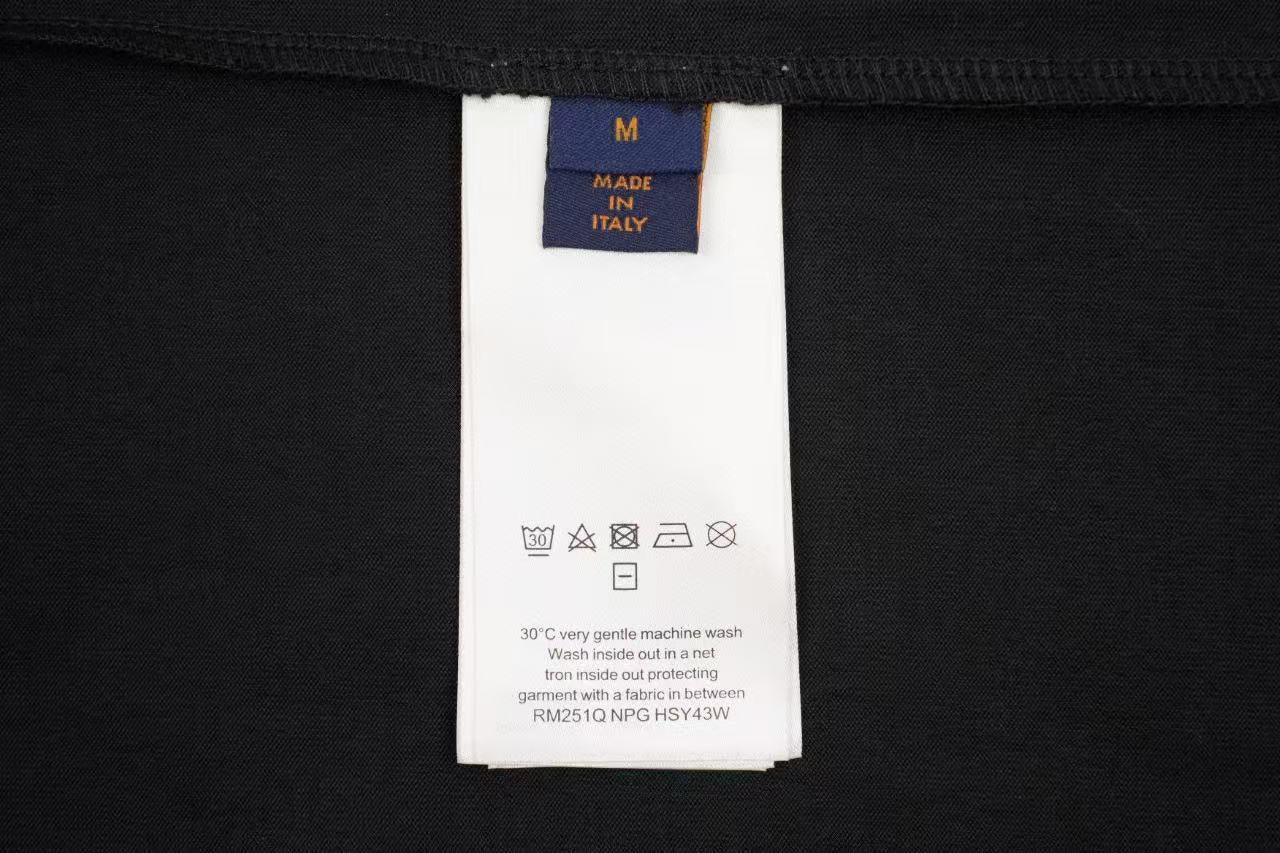 M
MADE
IN
ITALY
30
30°C very gentle machine wash
Wash inside out in a net
tron inside out protecting
garment with a fabric in between
RM251Q NPG HSY43W